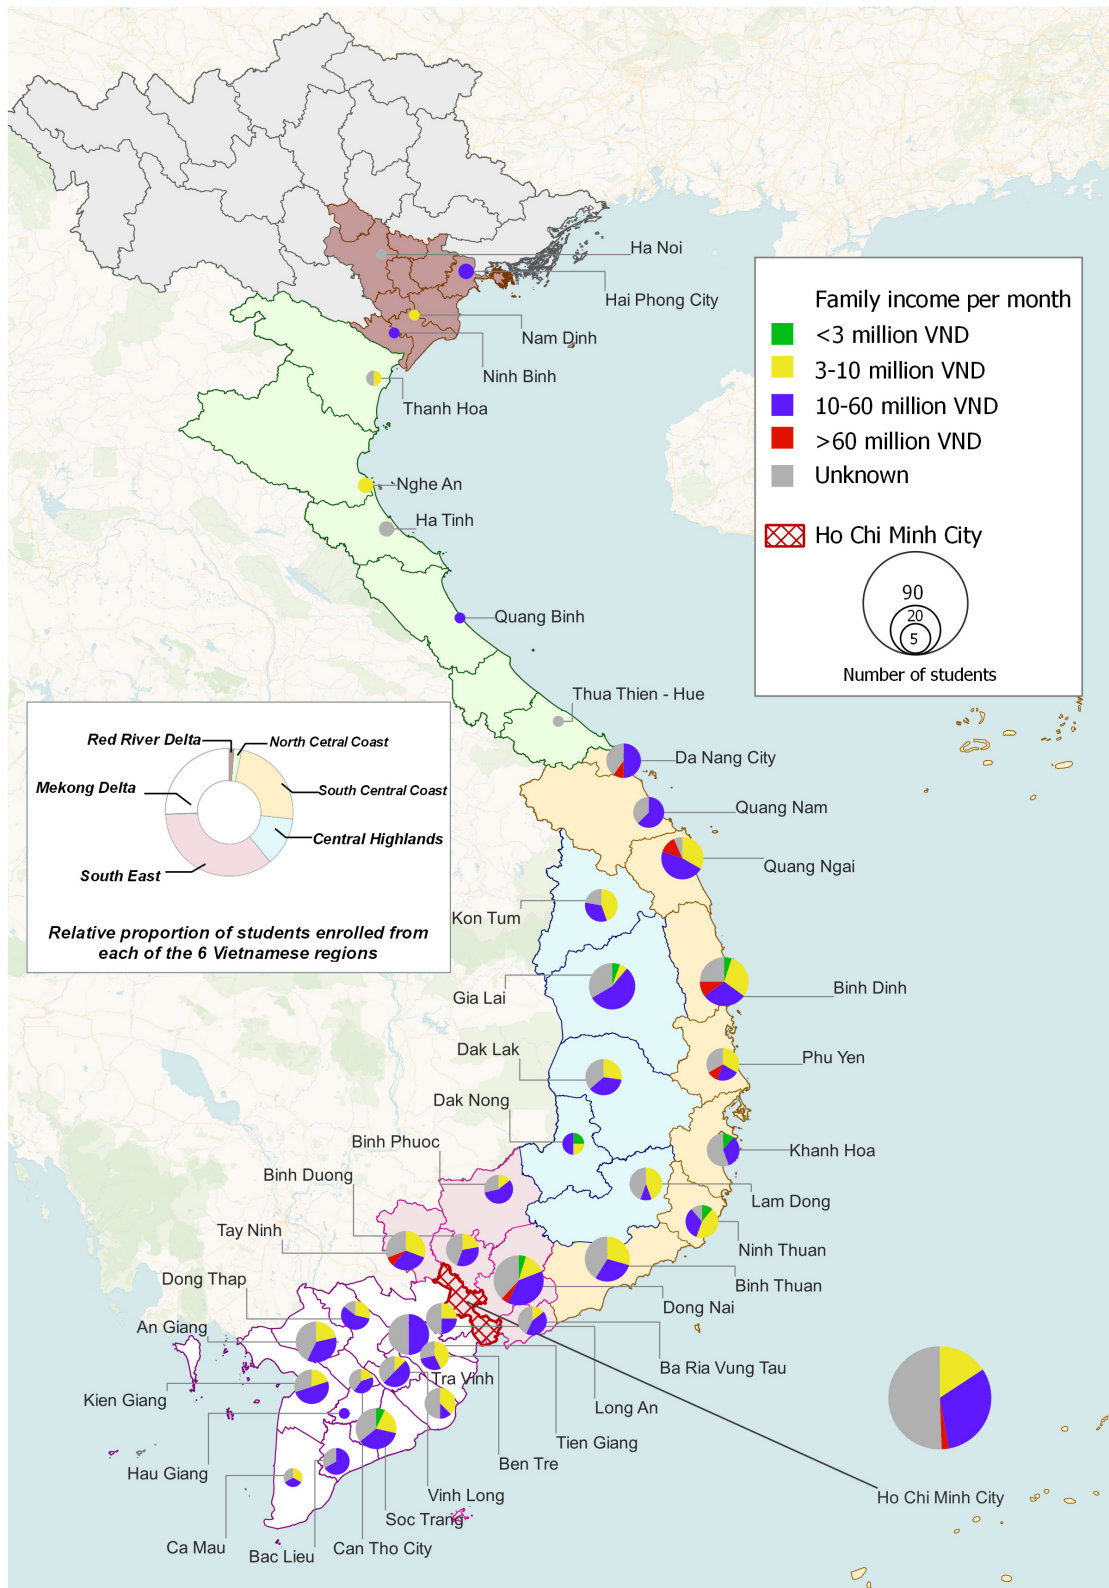 Ha Noi
Hai Phong City
Nam Dinh
Ninh Binh
Thanh Hoa
Nghe An
Ha Tinh
Quang Binh
Thua Thien - Hue
Da Nang City
Quang Nam
Quang Ngai
Kon Tum
Gia Lai
Binh Dinh
Dak Lak
Phu Yen
Dak Nong
Binh Phuoc
Khanh Hoa
Binh Duong
Lam Dong
Tay Ninh
Ninh Thuan
Dong Thap
Binh Thuan
Dong Nai
An Giang
Ba Ria Vung Tau
Tra Vinh
Kien Giang
Long An
Tien Giang
Ben Tre
Hau Giang
Vinh Long
Ho Chi Minh City
Soc Trang
Ca Mau
Bac Lieu
Can Tho City
Family income per month
<3 million VND
3-10 million VND
10-60 million VND
>60 million VND
Unknown
Ho Chi Minh City
90
20
5
Number of students
Red River Delta
North Cetral Coast
Mekong Delta
South Central Coast
Central Highlands
South East
Relative proportion of students enrolled from
each of the 6 Vietnamese regions